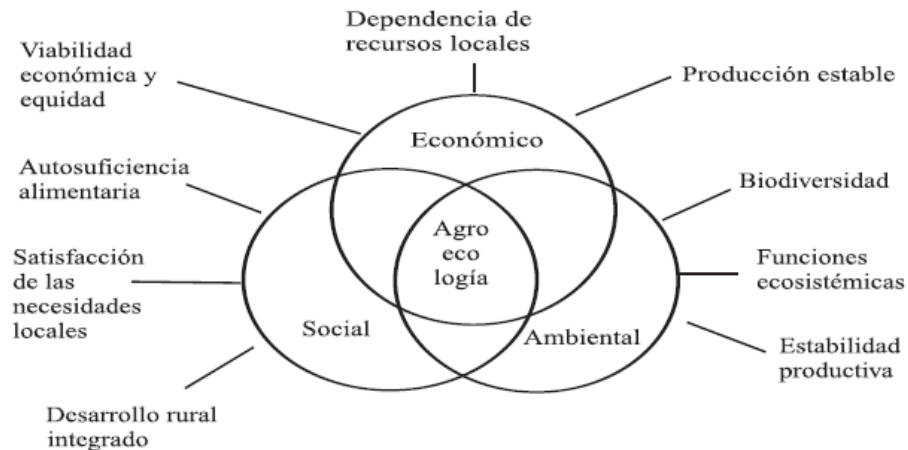 Dependencia de
recursos locales
Viabilidad
económica y
equidad
Producción estable
Económico
Autosuficiencia
alimentaria
Biodiversidad
Agro
eco
logía
Satisfacción
de las
necesidades
locales
Funciones
ecosistémicas
Social
Ambiental
Estabilidad
productiva
Desarrollo rural
integrado